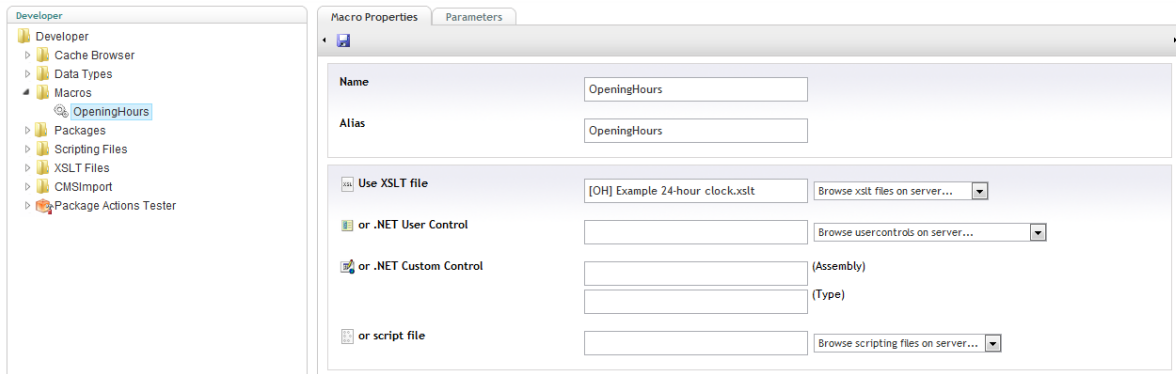 Developer
Developer
Cache Browser
Data Types
Macros
OpeningHours
Packages
Scripting Files
XSLT Files
CMSImport
Package Actions Tester
Macro Properties Parameters
Name OpeningHours
Alias OpeningHours
Use XSLT file [OH] Example 24-hour clock.xslt Browse xslt files on server...
or .NET User Control Browse usercontrols on server...
or .NET Custom Control (Assembly)
(Type)
or script file Browse scripting files on server...